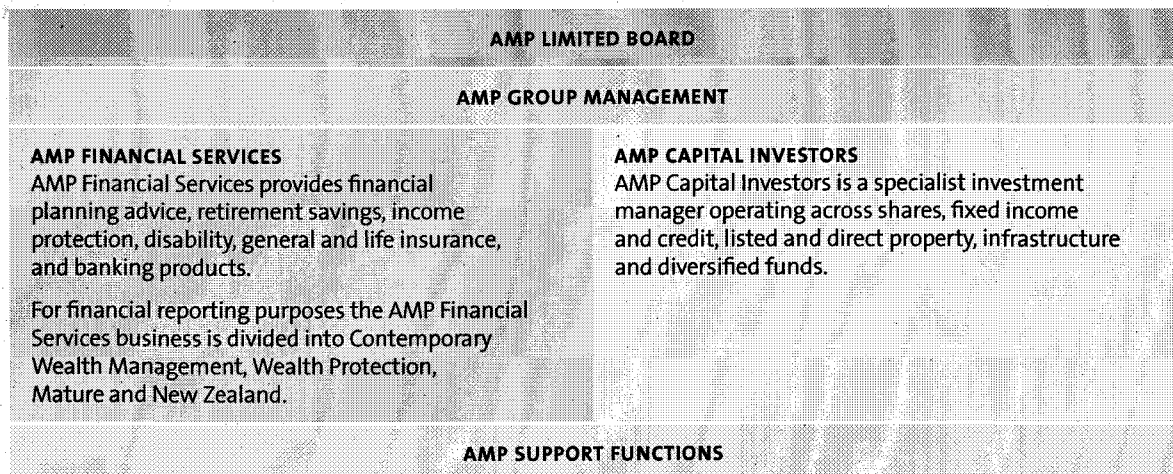 AMP LIMITED BOARD
AMP GROUP MANAGEMENT
AMP FINANCIAL SERVICES
AMP Financial Services provides financial
planning advice, retirement savings, income
protection, disability, general and life insurance,
and banking products.
For financial reporting purposes the AMP Financial
Services business is divided into Contemporary
Wealth Management, Wealth Protection,
Mature and New Zealand.
AMP CAPITAL INVESTORS
AMP Capital Investors is a specialist investment
manager operating across shares, fixed income
and credit, listed and direct property, infrastructure
and diversified funds.
AMP SUPPORT FUNCTIONS